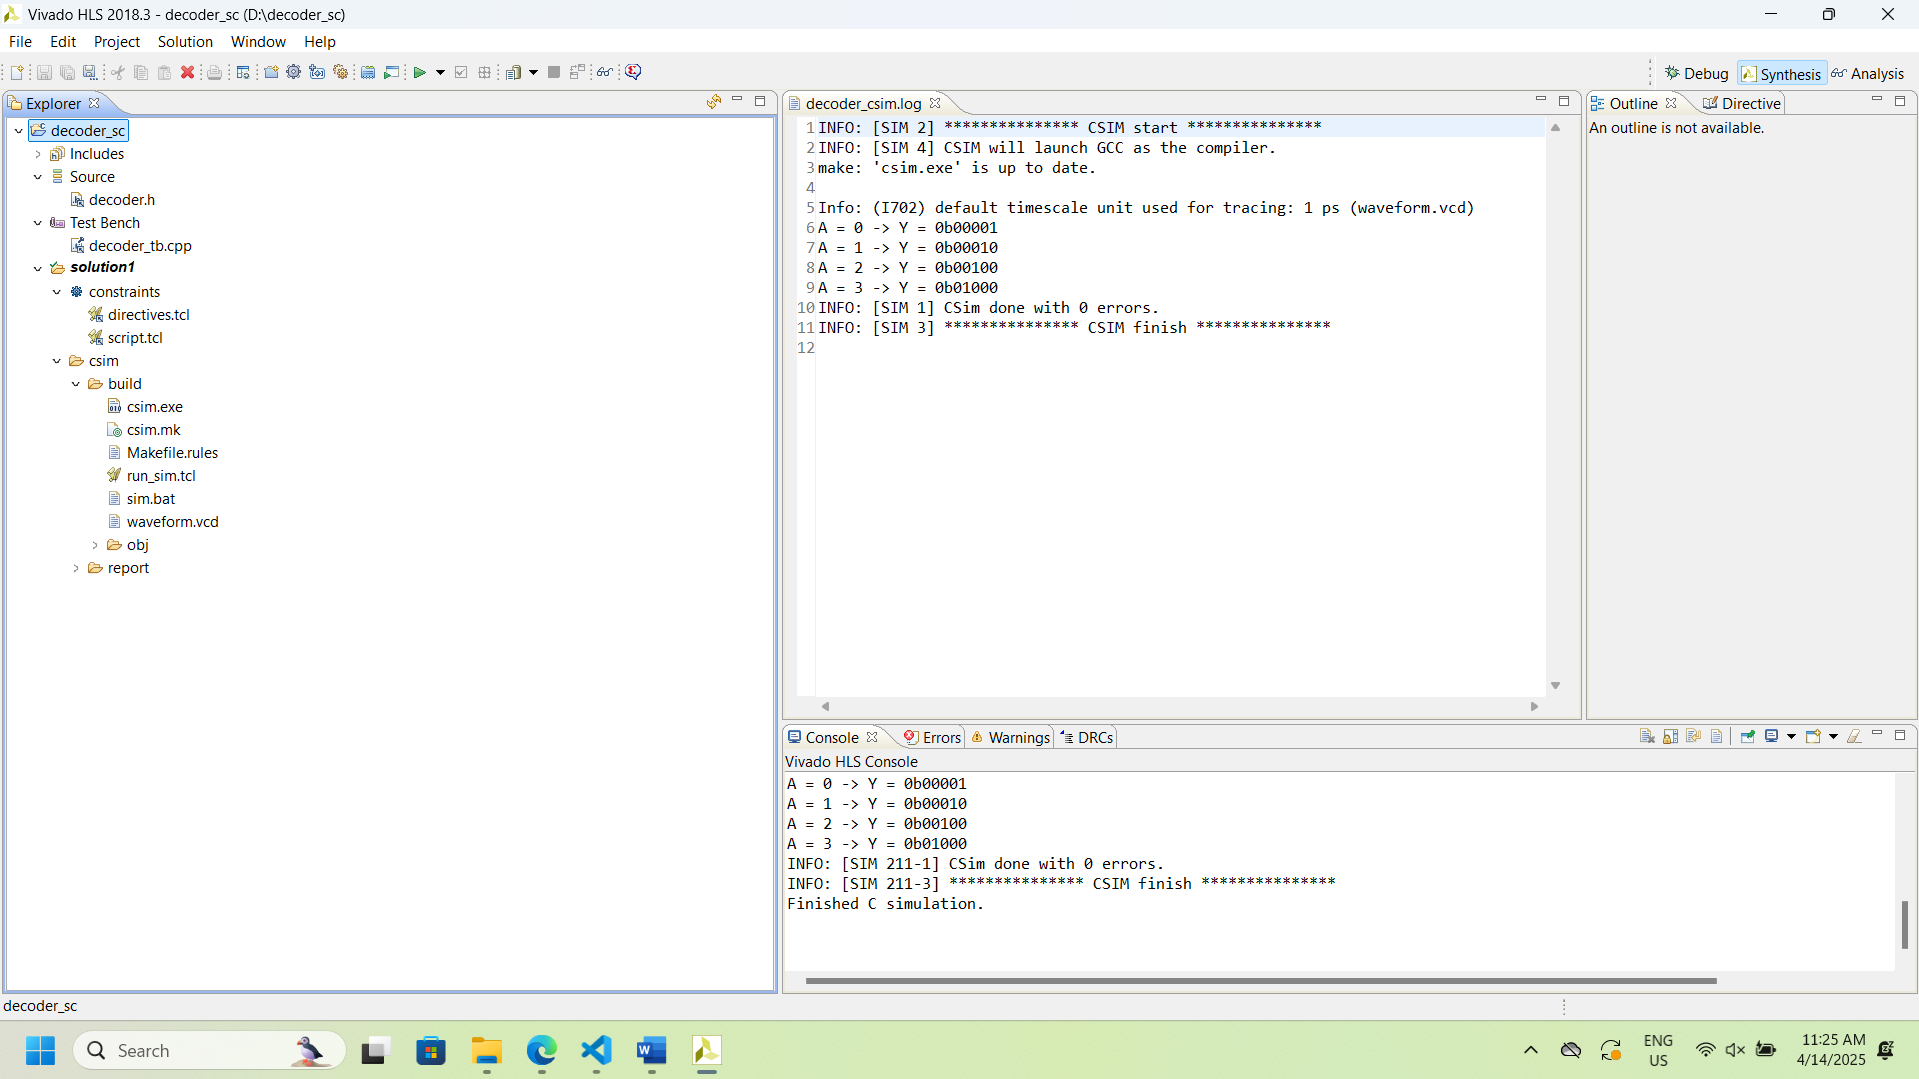 Vivado HLS 2018.3 - decoder_sc (D:\decoder_sc)
File Edit Project Solution Window Help
Debug Synthesis Analysis
Explorer
decoder_sc
Includes
Source
decoder.h
Test Bench
decoder_tb.cpp
solution1
constraints
directives.tcl
script.tcl
csim
build
csim.exe
csim.mk
Makefile.rules
run_sim.tcl
sim.bat
waveform.vcd
obj
report
decoder_csim.log
1 INFO: [SIM 2] *************** CSIM start ***************
2 INFO: [SIM 4] CSIM will launch GCC as the compiler.
3 make: 'csim.exe' is up to date.
4
5 Info: (I702) default timescale unit used for tracing: 1 ps (waveform.vcd)
6 A = 0 -> Y = 0b00001
7 A = 1 -> Y = 0b00010
8 A = 2 -> Y = 0b00100
9 A = 3 -> Y = 0b01000
10 INFO: [SIM 1] CSim done with 0 errors.
11 INFO: [SIM 3] *************** CSIM finish ***************
12
Outline Directive
An outline is not available.
Console Errors Warnings DRCs
Vivado HLS Console
A = 0 -> Y = 0b00001
A = 1 -> Y = 0b00010
A = 2 -> Y = 0b00100
A = 3 -> Y = 0b01000
INFO: [SIM 211-1] CSim done with 0 errors.
INFO: [SIM 211-3] *************** CSIM finish ***************
Finished C simulation.
decoder_sc
Search
ENG
US
11:25 AM
4/14/2025